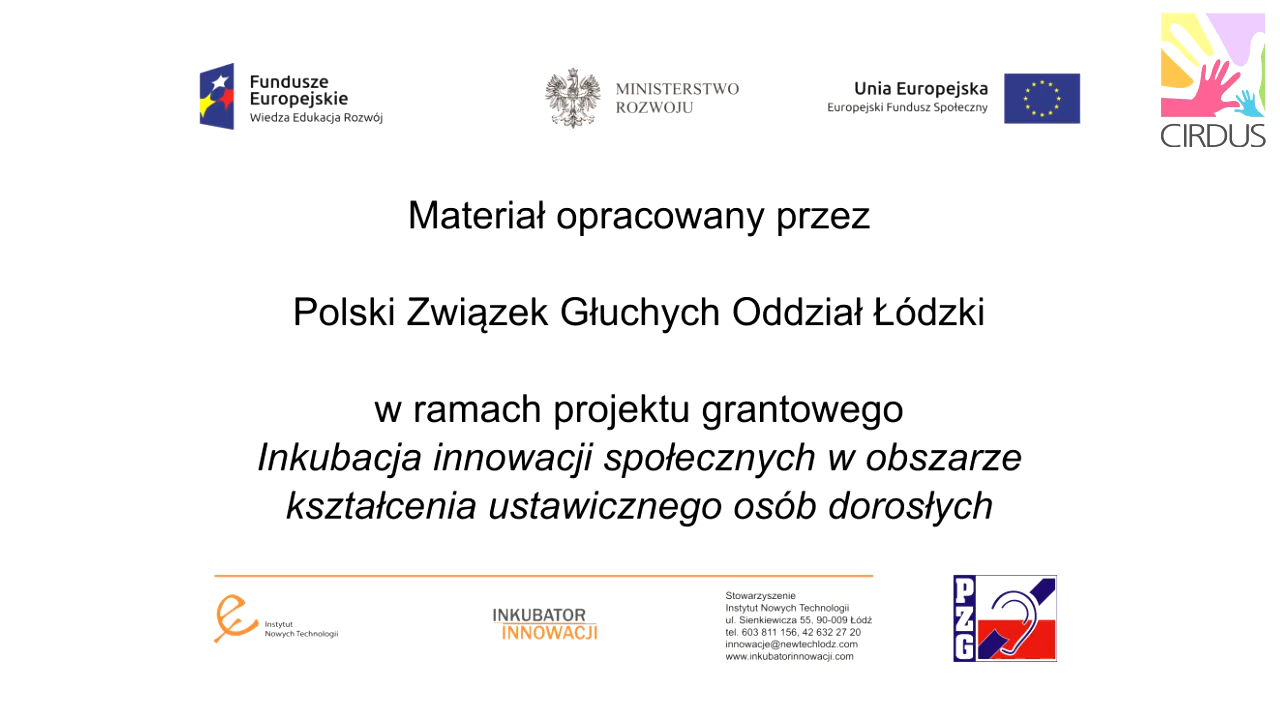 Fundusze
Europejskie
Wiedza Edukacja Rozwój
MINISTERSTWO
ROZWOJU
Unia Europejska
Europejski Fundusz Społeczny
CIRDUS
Materiał opracowany przez
Polski Związek Głuchych Oddział Łódzki
w ramach projektu grantowego
Inkubacja innowacji społecznych w obszarze
kształcenia ustawicznego osób dorosłych
Instytut
Nowych Technologii
INKUBATOR
INNOWACJI
Stowarzyszenie
Instytut Nowych Technologii
ul. Sienkiewicza 55, 90-009 Łódź
tel. 603 811 156, 42 632 27 20
innowacje@newtechlodz.com
www.inkubatorinnowacji.com
PZG